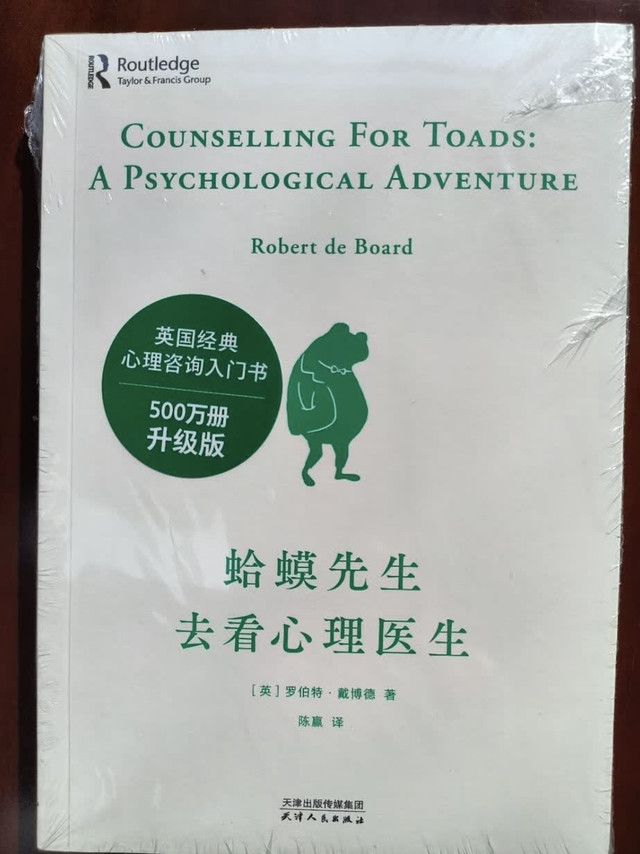 ROUTLEDGE
Routledge
Taylor & Francis Group
COUNSELLING FOR TOADS:
A PSYCHOLOGICAL ADVENTURE
Robert de Board
英国经典
心理咨询入门书
500万册
升级版
蛤蟆先生
去看心理医生
[英] 罗伯特·戴博德 著
陈赢 译
天津出版传媒集团
天津人民出版社